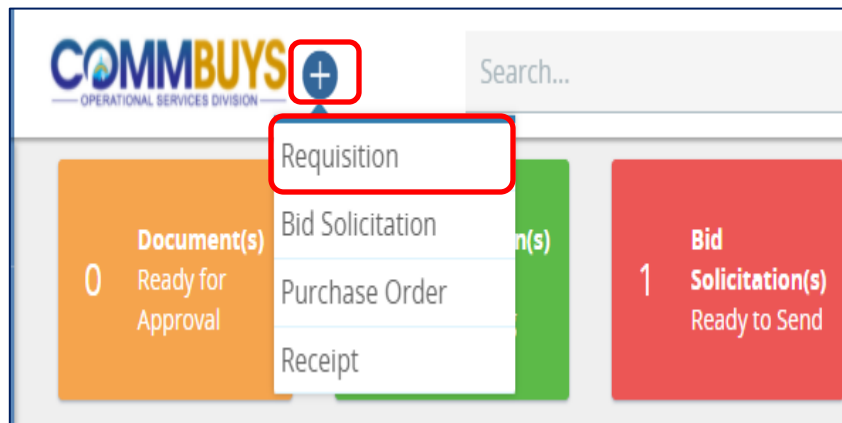 COMMBUYS
OPERATIONAL SERVICES DIVISION
Search...
Requisition
Bid Solicitation
Purchase Order
Receipt
0
Document(s)
Ready for
Approval
n(s)
1
Bid
Solicitation(s)
Ready to Send